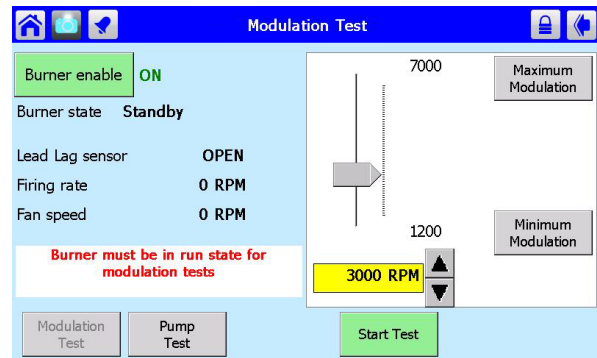 Modulation Test
Burner enable ON
Burner state Standby
Lead Lag sensor OPEN
Firing rate 0 RPM
Fan speed 0 RPM
Burner must be in run state for
modulation tests
Modulation
Test
Pump
Test
7000
1200
3000 RPM
Start Test
Maximum
Modulation
Minimum
Modulation